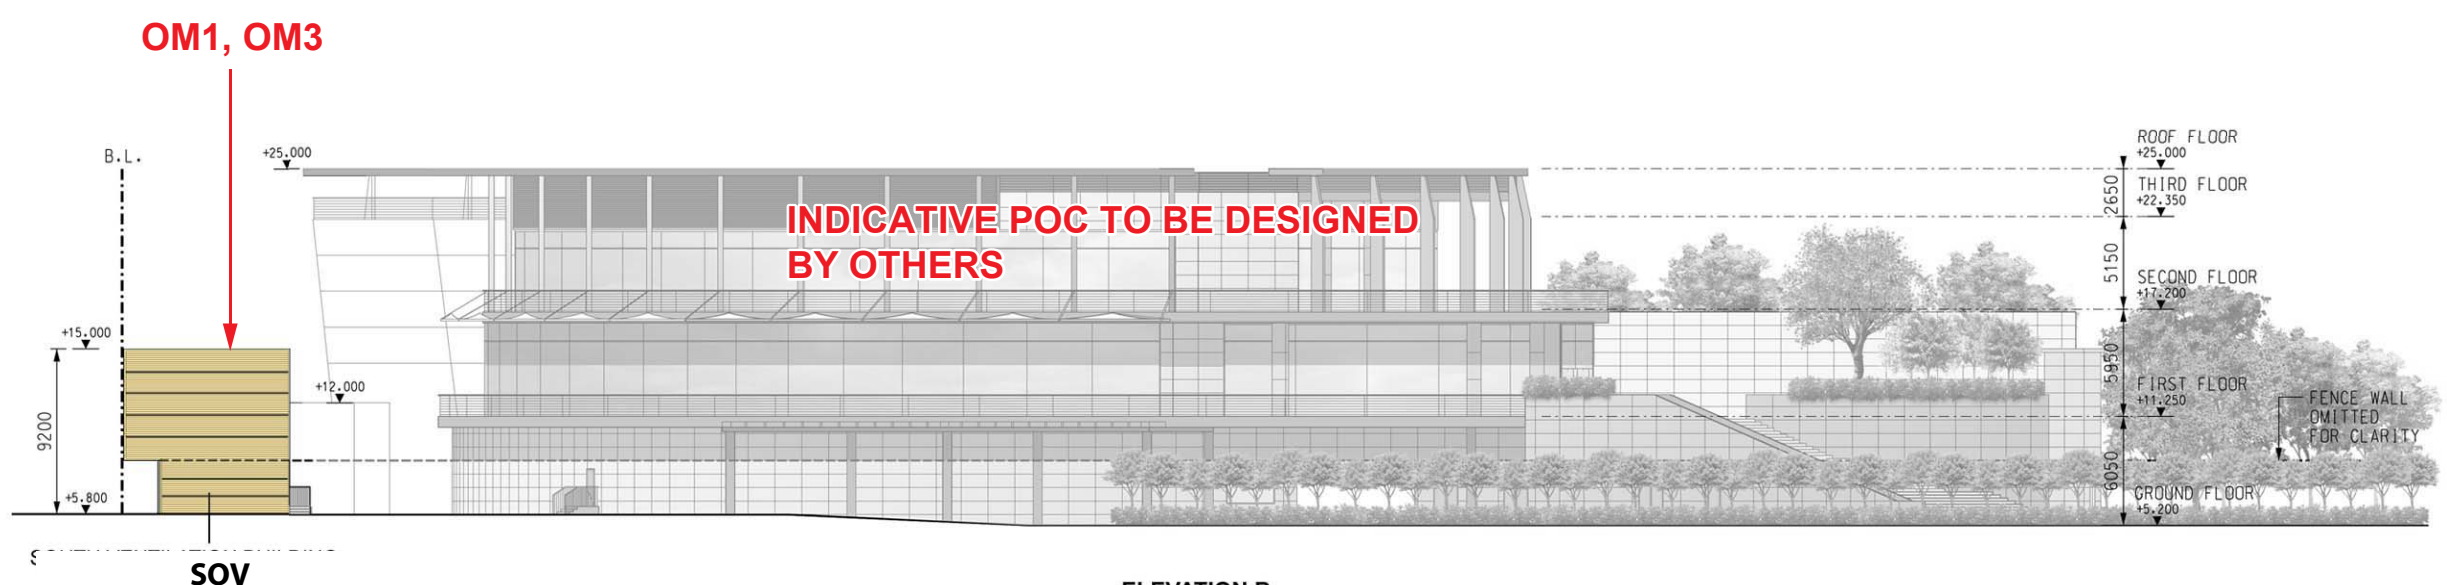 OM1, OM3
B.L.
+25.000
ROOF FLOOR
+25.000
2650
THIRD FLOOR
+22.350
INDICATIVE POC TO BE DESIGNED
BY OTHERS
5150
SECOND FLOOR
+17.200
+15.000
5950
+12.000
FIRST FLOOR
+11.250
FENCE WALL
OMITTED
FOR CLARITY
9200
6050
+5.800
GROUND FLOOR
+5.200
SOV